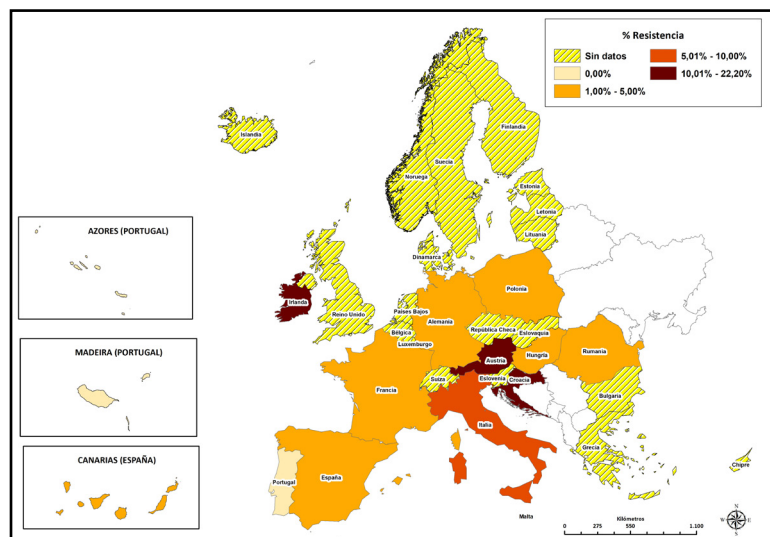 % Resistencia
Sin datos
0,00%
1,00% - 5,00%
5,01% - 10,00%
10,01% - 22,20%
Islandia
Finlandia
Suecia
Noruega
Estonia
Letonia
Lituania
Dinamarca
AZORES (PORTUGAL)
Irlanda
Reino Unido
Países Bajos
Bélgica
Luxemburgo
Alemania
Polonia
República Checa
Eslovaquia
Austria
Hungría
Rumania
MADEIRA (PORTUGAL)
Suiza
Eslovenia
Croacia
Francia
Bulgaria
Italia
Grecia
CANARIAS (ESPAÑA)
Portugal
España
Chipre
Malta
Kilómetros
0 275 550 1.100
N
W
E
S